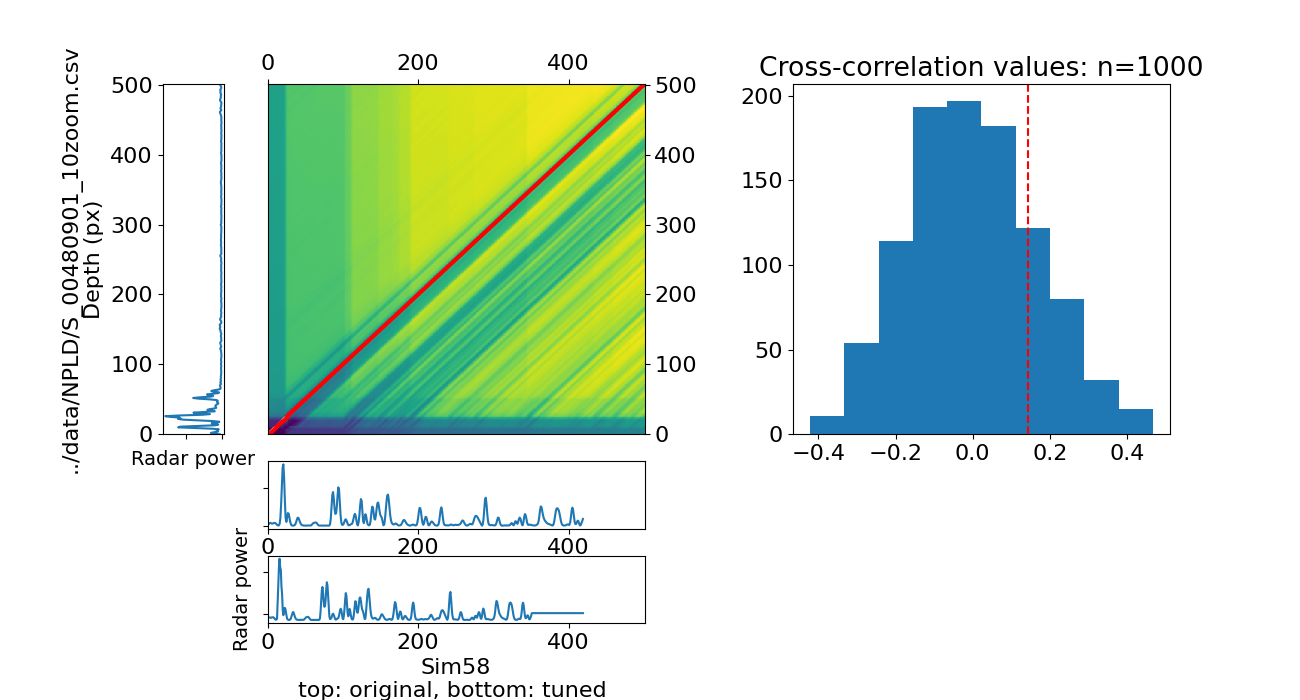 Cross-correlation values: n=1000
0 200 400
../data/NPLD/S_00480901_10zoom.csv
Depth (px)
500
400
300
200
100
0
500
400
300
200
100
0
200
150
100
50
0
−0.4 −0.2 0.0 0.2 0.4
Radar power
0 200 400
Radar power
0 200 400
Sim58
top: original, bottom: tuned